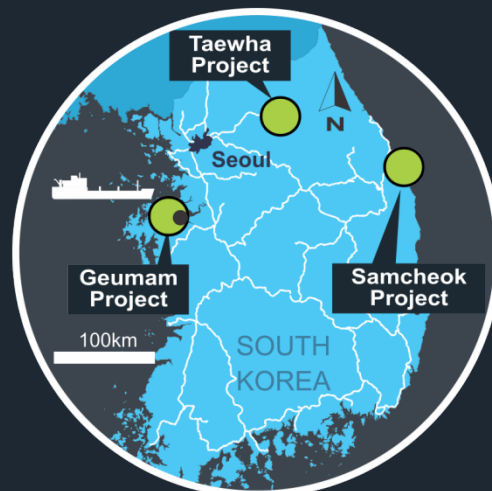 Taewha
Project
N
Seoul
Geumam
Project
Samcheok
Project
100km
SOUTH
KOREA